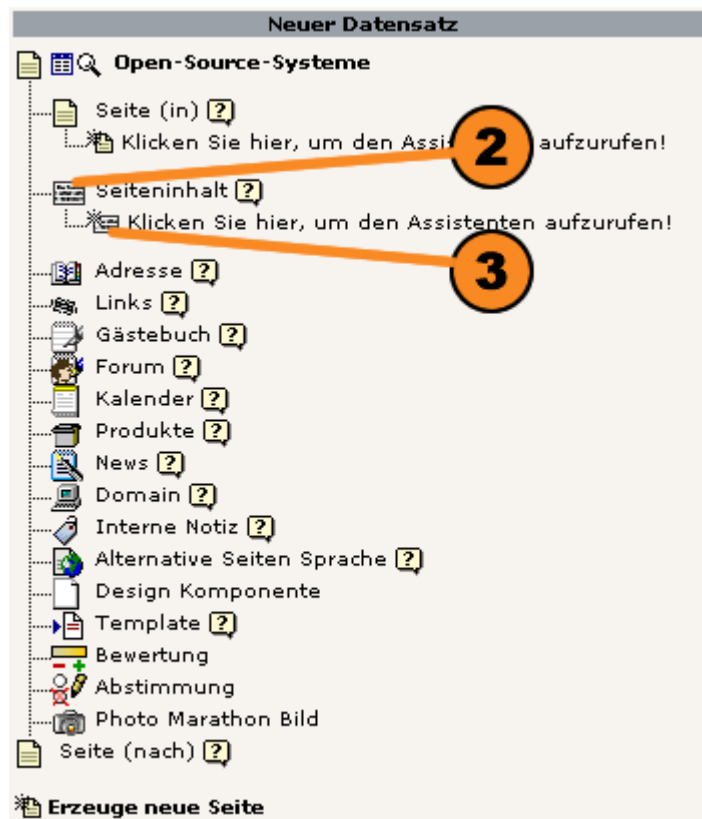 Neuer Datensatz
Open-Source-Systeme
Seite (in) ?
Klicken Sie hier, um den Assi 2 aufzurufen!
Seiteninhalt ?
Klicken Sie hier, um den Assistenten aufzurufen!
3
Adresse ?
Links ?
Gästebuch ?
Forum ?
Kalender ?
Produkte ?
News ?
Domain ?
Interne Notiz ?
Alternative Seiten Sprache ?
Design Komponente
Template ?
Bewertung
Abstimmung
Photo Marathon Bild
Seite (nach) ?
Erzeuge neue Seite